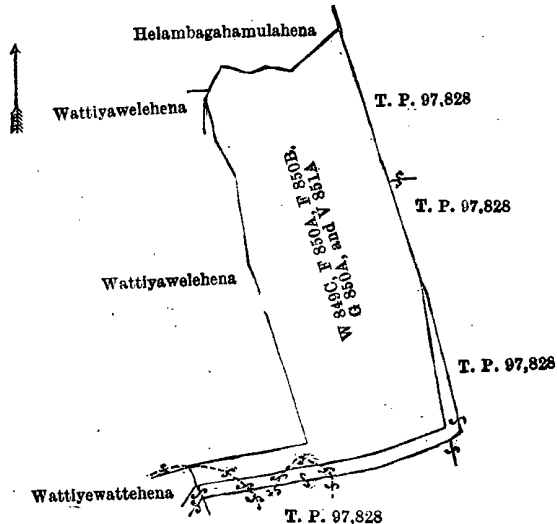 Helambagahamulahena
T. P. 97,828
Wattiyawelehena
W 849C, F 850A, F 850B,
G 850A, and V 851A
T. P. 97,828
Wattiyawelehena
T. P. 97,828
Wattiyewattehena
T. P. 97,828